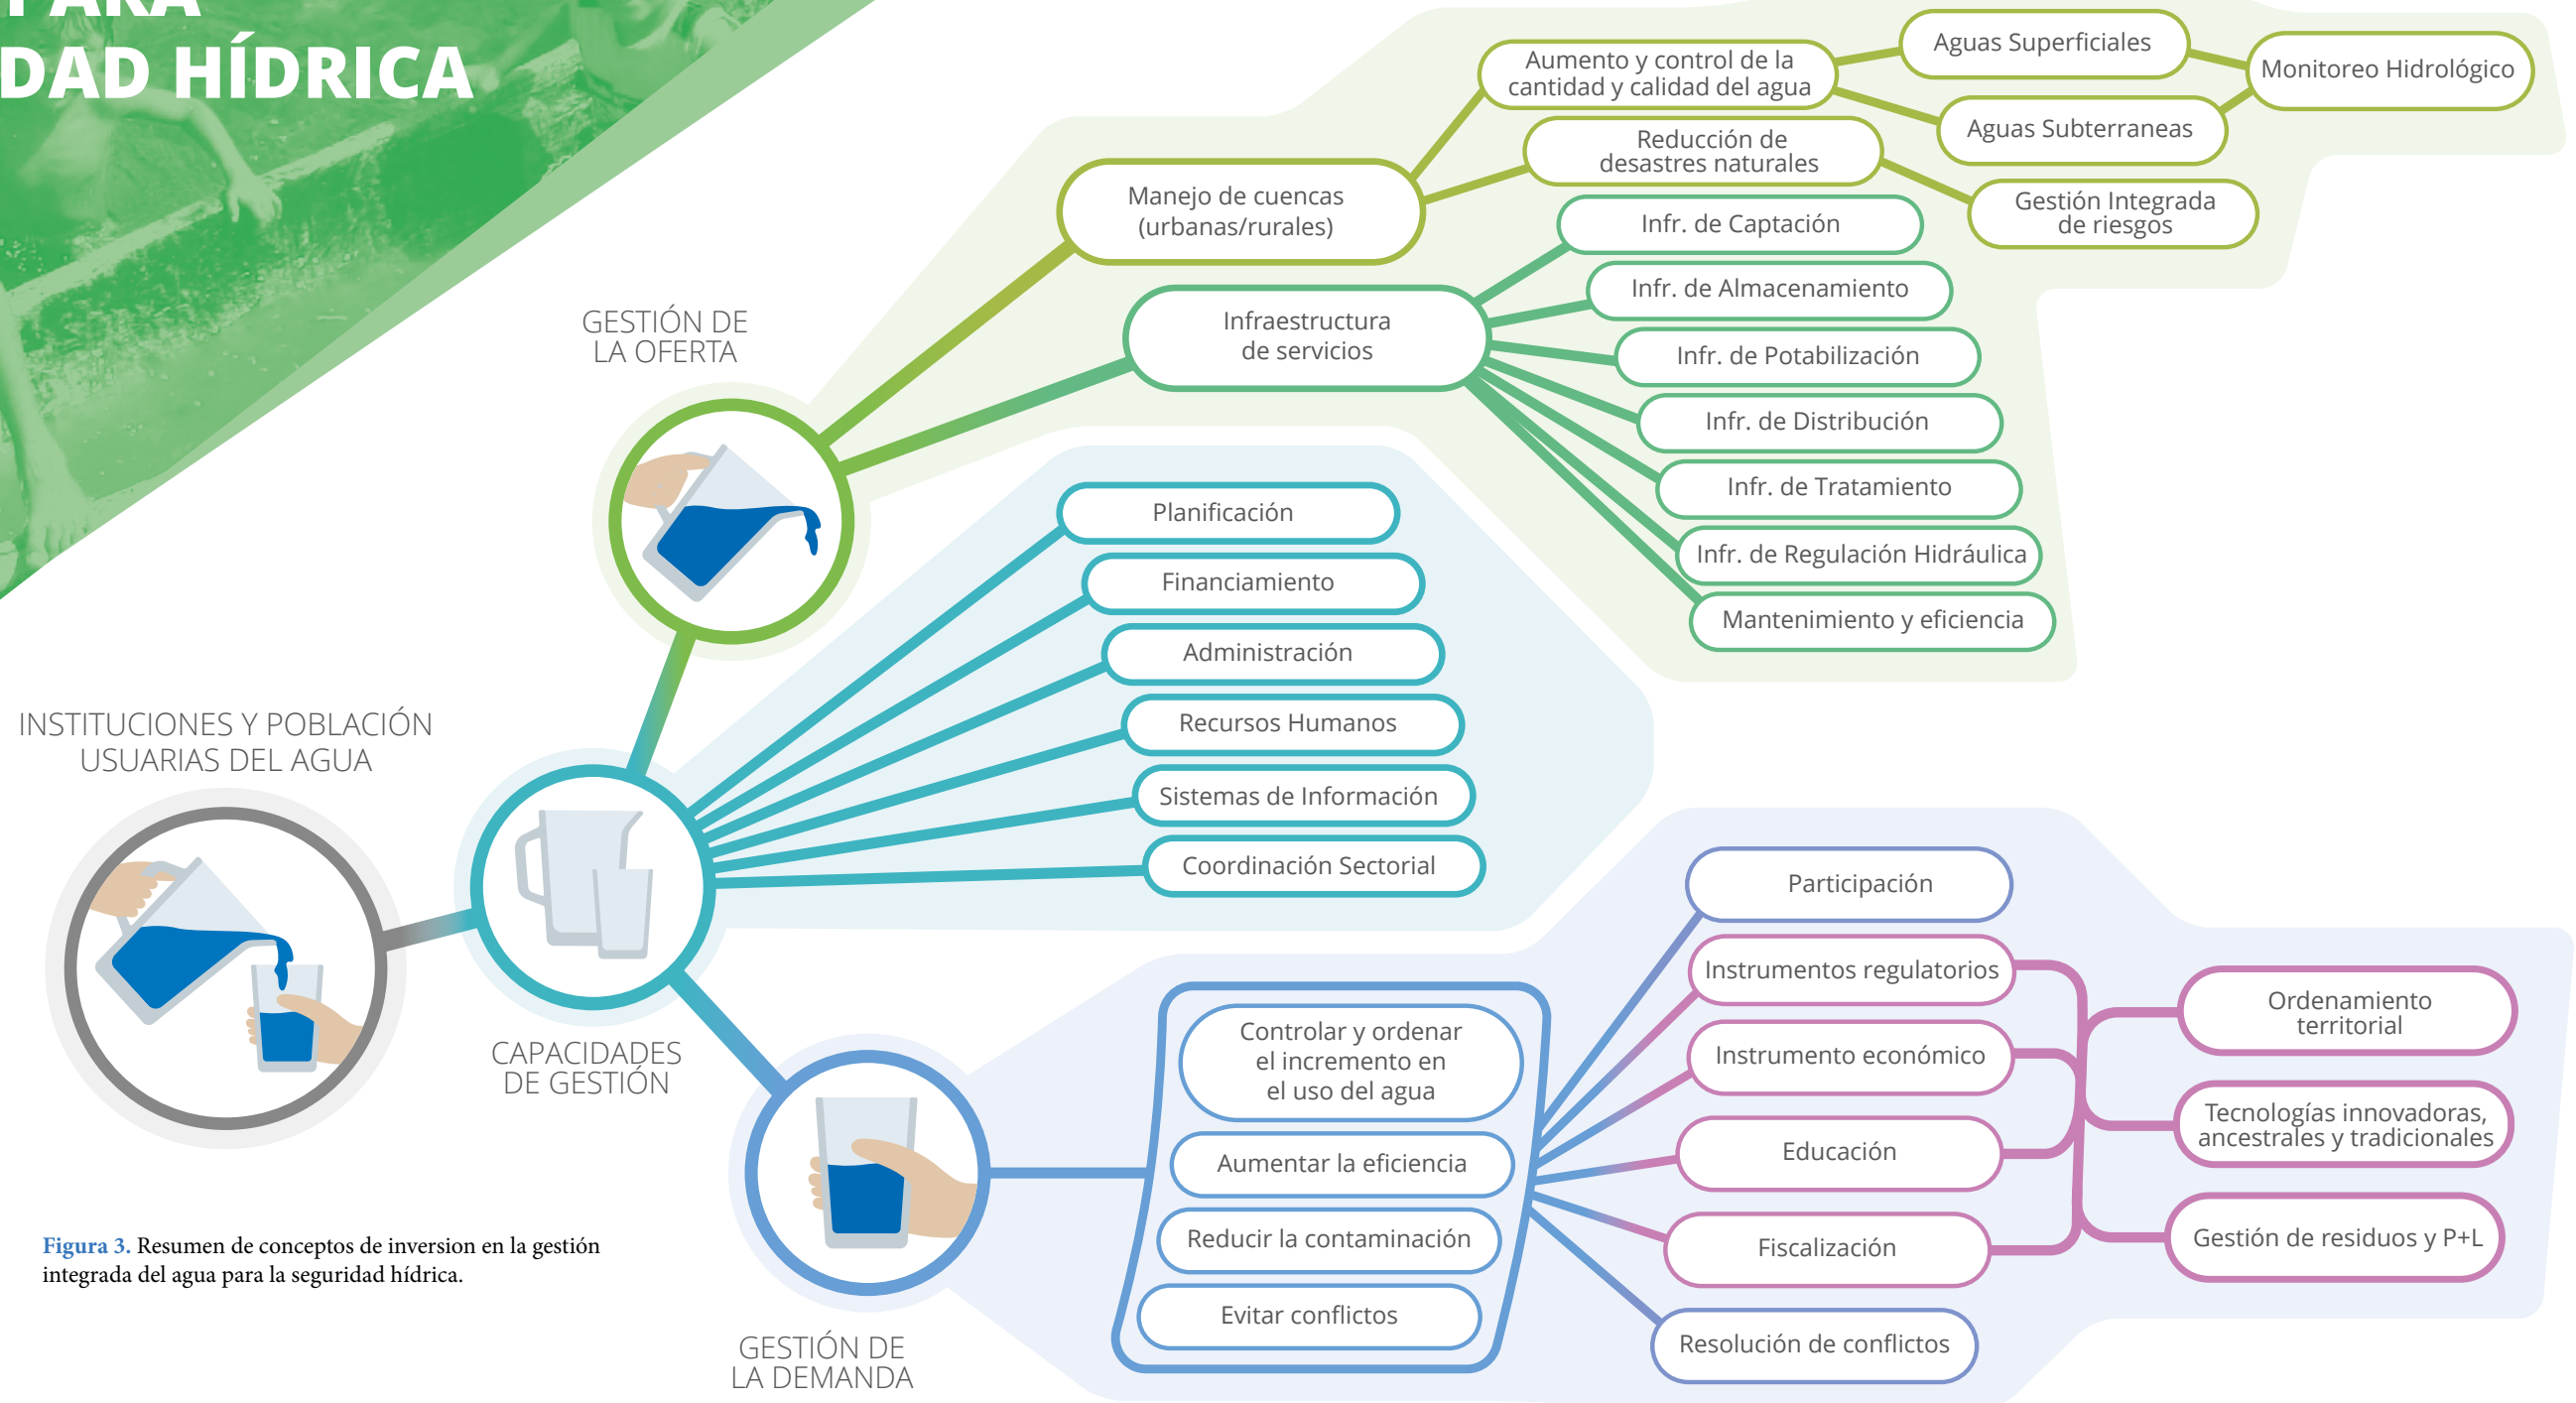 DAD HÍDRICA
GESTIÓN DE
LA OFERTA
Manejo de cuencas
(urbanas/rurales)
Aumento y control de la
cantidad y calidad del agua
Aguas Superficiales
Aguas Subterraneas
Monitoreo Hidrológico
Reducción de
desastres naturales
Gestión Integrada
de riesgos
Infraestructura
de servicios
Infr. de Captación
Infr. de Almacenamiento
Infr. de Potabilización
Infr. de Distribución
Infr. de Tratamiento
Infr. de Regulación Hidráulica
Mantenimiento y eficiencia
INSTITUCIONES Y POBLACIÓN
USUARIAS DEL AGUA
CAPACIDADES
DE GESTIÓN
Planificación
Financiamiento
Administración
Recursos Humanos
Sistemas de Información
Coordinación Sectorial
GESTIÓN DE
LA DEMANDA
Controlar y ordenar
el incremento en
el uso del agua
Aumentar la eficiencia
Reducir la contaminación
Evitar conflictos
Participación
Instrumentos regulatorios
Instrumento económico
Educación
Fiscalización
Resolución de conflictos
Ordenamiento
territorial
Tecnologías innovadoras,
ancestrales y tradicionales
Gestión de residuos y P+L
Figura 3. Resumen de conceptos de inversion en la gestión
integrada del agua para la seguridad hídrica.